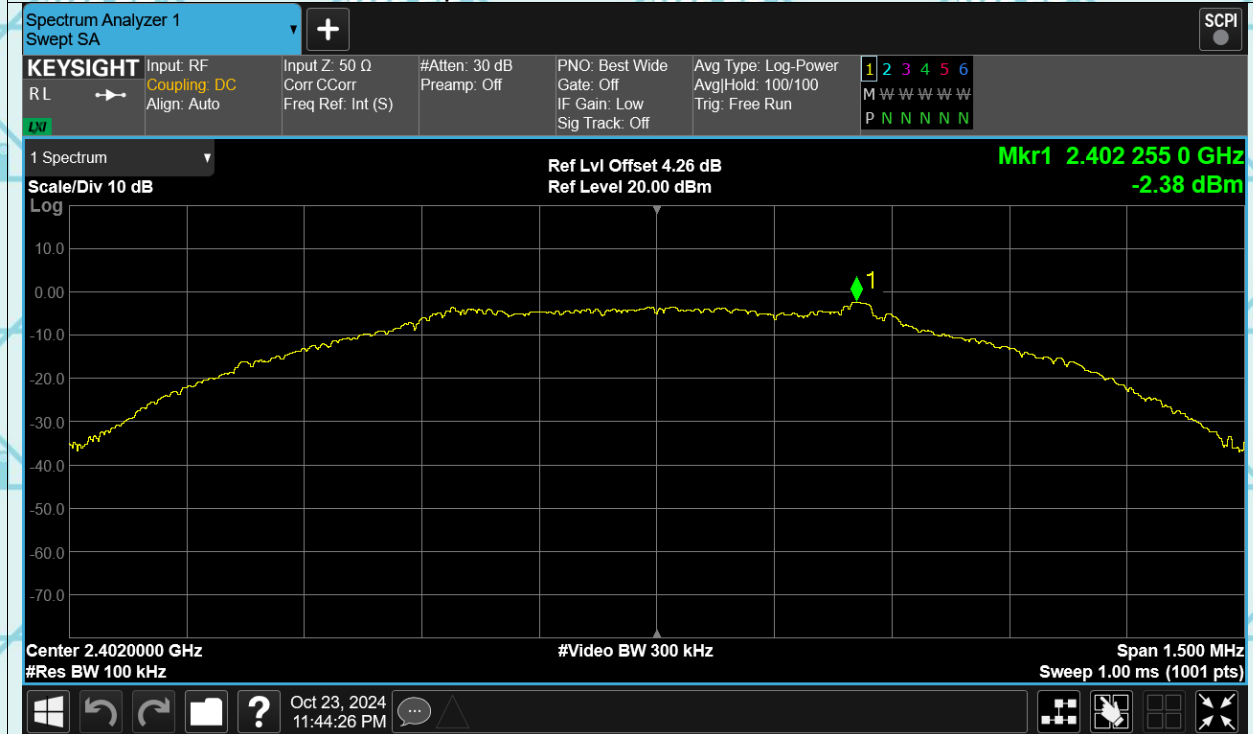 Spectrum Analyzer 1
Swept SA
+
SCPI
KEYSIGHT
RL
LXI
Input: RF
Coupling: DC
Align: Auto
Input Z: 50 Ω
Corr CCorr
Freq Ref: Int (S)
#Atten: 30 dB
Preamp: Off
PNO: Best Wide
Gate: Off
IF Gain: Low
Sig Track: Off
Avg Type: Log-Power
Avg|Hold: 100/100
Trig: Free Run
1 2 3 4 5 6
M W W W W W
P N N N N N
1 Spectrum
Scale/Div 10 dB
Log
Ref Lvl Offset 4.26 dB
Ref Level 20.00 dBm
Mkr1 2.402 255 0 GHz
-2.38 dBm
1
10.0
0.00
-10.0
-20.0
-30.0
-40.0
-50.0
-60.0
-70.0
Center 2.4020000 GHz
#Res BW 100 kHz
#Video BW 300 kHz
Span 1.500 MHz
Sweep 1.00 ms (1001 pts)
?
Oct 23, 2024
11:44:26 PM